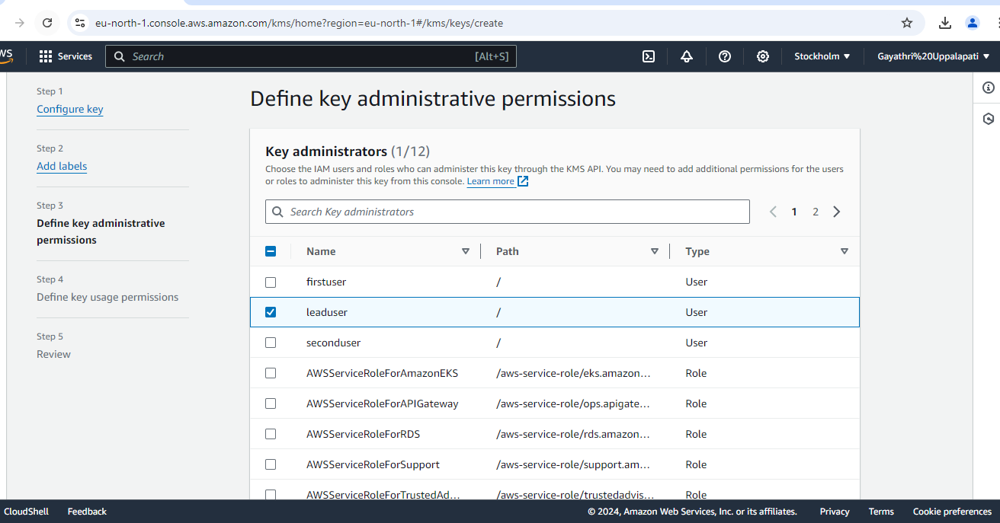 eu-north-1.console.aws.amazon.com/kms/home?region=eu-north-1#/kms/keys/create
WS Services Search [Alt+S] Stockholm Gayathri%20Uppalapati
Step 1
Configure key
Step 2
Add labels
Step 3
Define key administrative
permissions
Step 4
Define key usage permissions
Step 5
Review
Define key administrative permissions
Key administrators (1/12)
Choose the IAM users and roles who can administer this key through the KMS API. You may need to add additional permissions for the users
or roles to administer this key from this console. Learn more
Search Key administrators 1 2
Name Path Type
firstuser / User
leaduser / User
seconduser / User
AWSServiceRoleForAmazonEKS /aws-service-role/eks.amazon... Role
AWSServiceRoleForAPIGateway /aws-service-role/ops.apigate... Role
AWSServiceRoleForRDS /aws-service-role/rds.amazon... Role
AWSServiceRoleForSupport /aws-service-role/support.am... Role
AWSServiceRoleForTrustedAd... /aws-service-role/trustedadvis... Role
CloudShell Feedback © 2024, Amazon Web Services, Inc. or its affiliates. Privacy Terms Cookie preferences